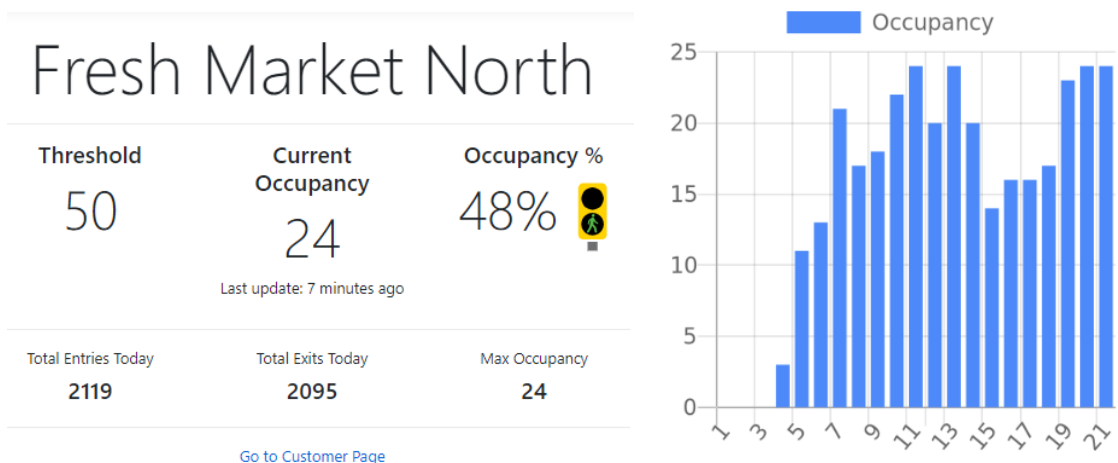 Fresh Market North
Threshold
50
Current
Occupancy
24
Last update: 7 minutes ago
Occupancy %
48%
Total Entries Today
2119
Total Exits Today
2095
Max Occupancy
24
Go to Customer Page
Occupancy
25
20
15
10
5
0
1 3 5 7 9 11 13 15 17 19 21